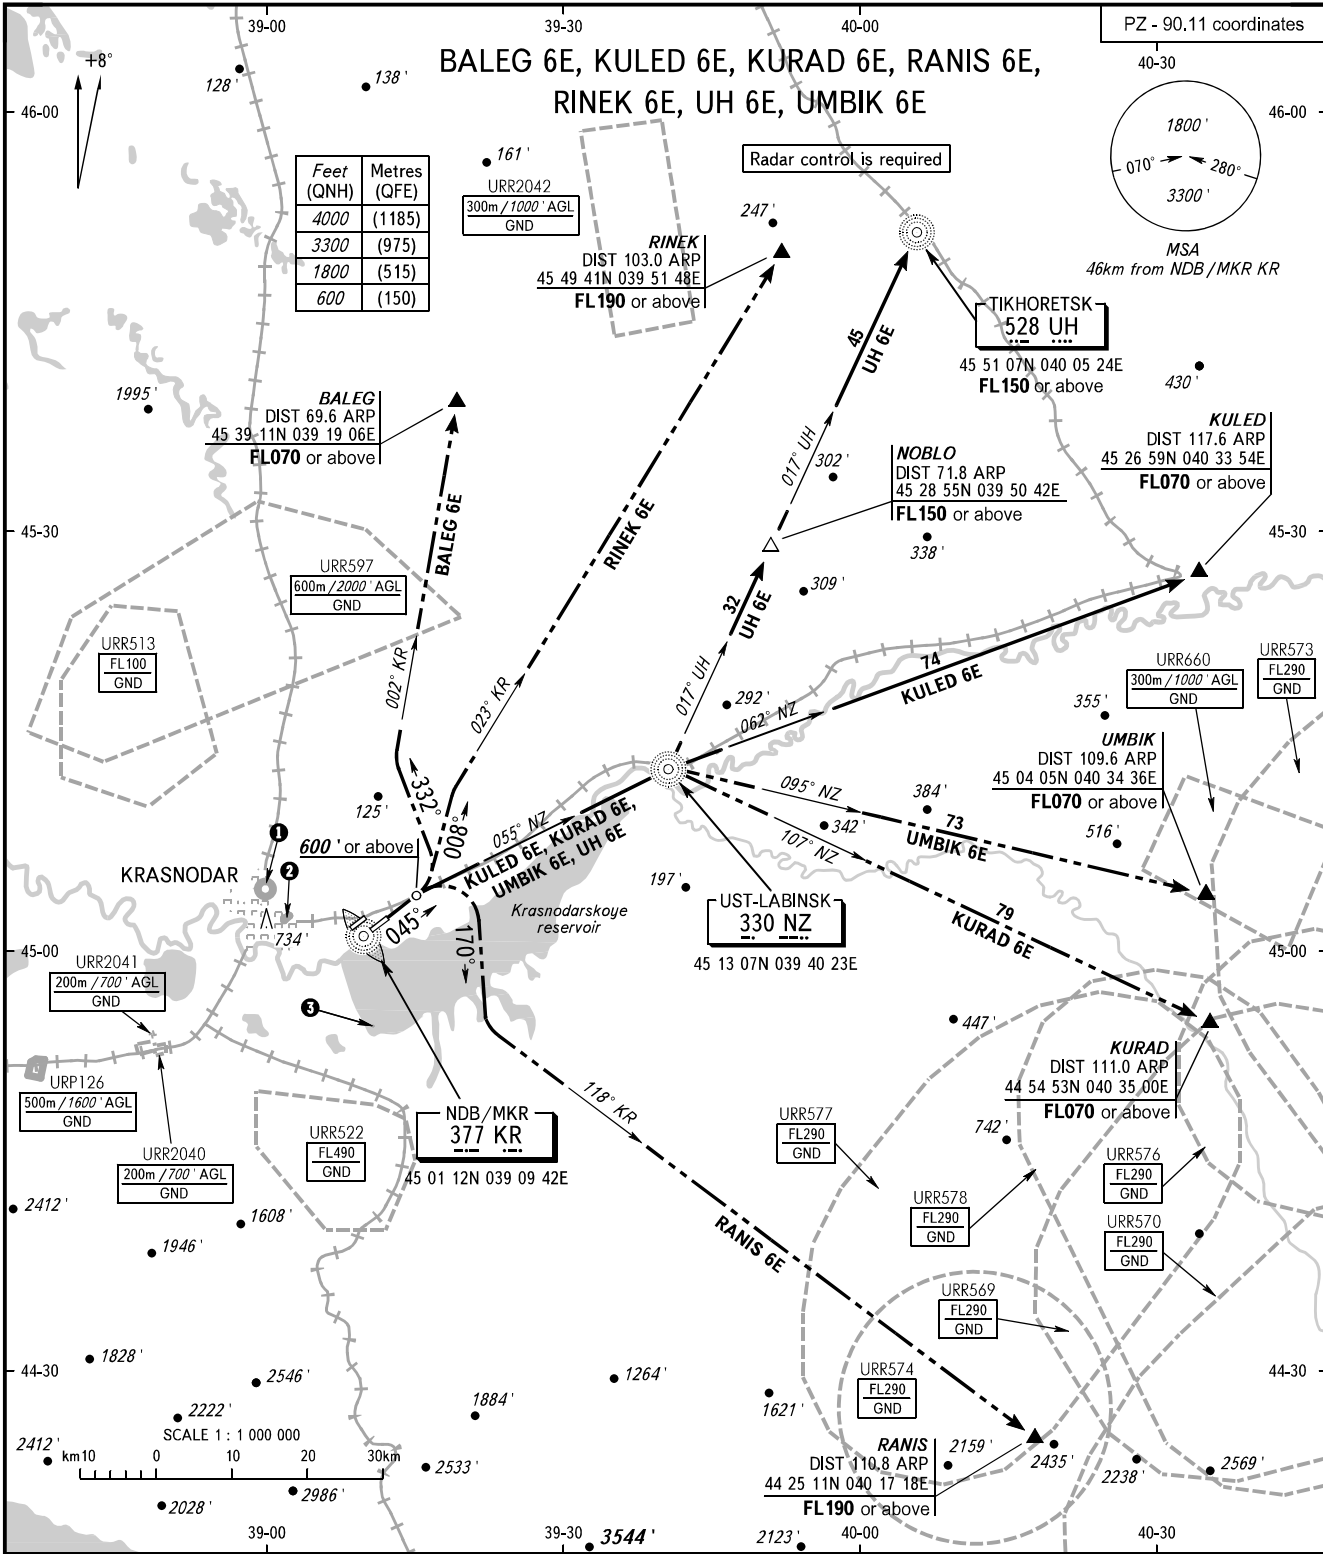 39-00
39-30
40-00
PZ - 90.11 coordinates
40-30
+8°
BALEG 6E, KULED 6E, KURAD 6E, RANIS 6E,
RINEK 6E, UH 6E, UMBIK 6E
128'
138'
46-00
46-00
Radar control is required
1800'
070°
280°
3300'
MSA
46km from NDB/MKR KR
Feet (QNH) Metres (QFE)
4000 (1185)
3300 (975)
1800 (515)
600 (150)
161'
URR2042
300m/1000' AGL
GND
247'
RINEK
DIST 103.0 ARP
45 49 41N 039 51 48E
FL190 or above
TIKHORETSK
528 UH
45 51 07N 040 05 24E
FL150 or above
45
UH 6E
430'
1995'
BALEG
DIST 69.6 ARP
45 39 11N 039 19 06E
FL070 or above
KULED
DIST 117.6 ARP
45 26 59N 040 33 54E
FL070 or above
017° UH
302'
NOBLO
DIST 71.8 ARP
45 28 55N 039 50 42E
FL150 or above
338'
45-30
45-30
BALEG 6E
RINEK 6E
URR597
600m/2000' AGL
GND
309'
32
UH 6E
URR513
FL100
GND
002° KR
023° KR
017° UH
74
KULED 6E
062° NZ
292'
URR660
300m/1000' AGL
GND
URR573
FL290
GND
355'
UMBIK
DIST 109.6 ARP
45 04 05N 040 34 36E
FL070 or above
125'
332°
008°
055° NZ
KULED 6E, KURAD 6E,
UMBIK 6E, UH 6E
095° NZ
384'
73
UMBIK 6E
342'
107° NZ
516'
1
600' or above
KRASNODAR
2
734'
045°
170°
Krasnodarskoye
reservoir
197'
UST-LABINSK
330 NZ
45 13 07N 039 40 23E
79
KURAD 6E
45-00
45-00
URR2041
200m/700' AGL
GND
3
447'
KURAD
DIST 111.0 ARP
44 54 53N 040 35 00E
FL070 or above
URP126
500m/1600' AGL
GND
118° KR
NDB/MKR
377 KR
45 01 12N 039 09 42E
URR522
FL490
GND
URR2040
200m/700' AGL
GND
URR577
FL290
GND
742'
URR576
FL290
GND
URR578
FL290
GND
URR570
FL290
GND
2412'
1608'
1946'
RANIS 6E
URR569
FL290
GND
1828'
44-30
44-30
2546'
1264'
URR574
FL290
GND
2222'
1884'
1621'
SCALE 1 : 1 000 000
km10 0 10 20 30km
2412'
2533'
RANIS
DIST 110.8 ARP
44 25 11N 040 17 18E
FL190 or above
2159'
2435'
2238'
2569'
2028'
2986'
39-00
39-30
3544'
2123'
40-00
40-30